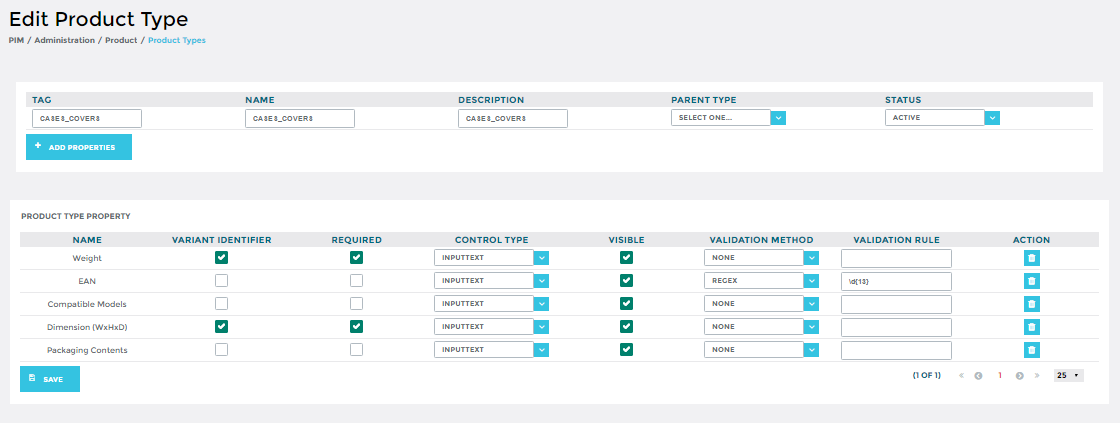 Edit Product Type
PIM / Administration / Product / Product Types
TAG NAME DESCRIPTION PARENT TYPE STATUS
CASES_COVERS CASES_COVERS CASES_COVERS SELECT ONE... ACTIVE
+ ADD PROPERTIES
PRODUCT TYPE PROPERTY
NAME VARIANT IDENTIFIER REQUIRED CONTROL TYPE VISIBLE VALIDATION METHOD VALIDATION RULE ACTION
Weight INPUTTEXT NONE
EAN INPUTTEXT REGEX \d{13}
Compatible Models INPUTTEXT NONE
Dimension (WxHxD) INPUTTEXT NONE
Packaging Contents INPUTTEXT NONE
SAVE (1 OF 1) « 1 » 25